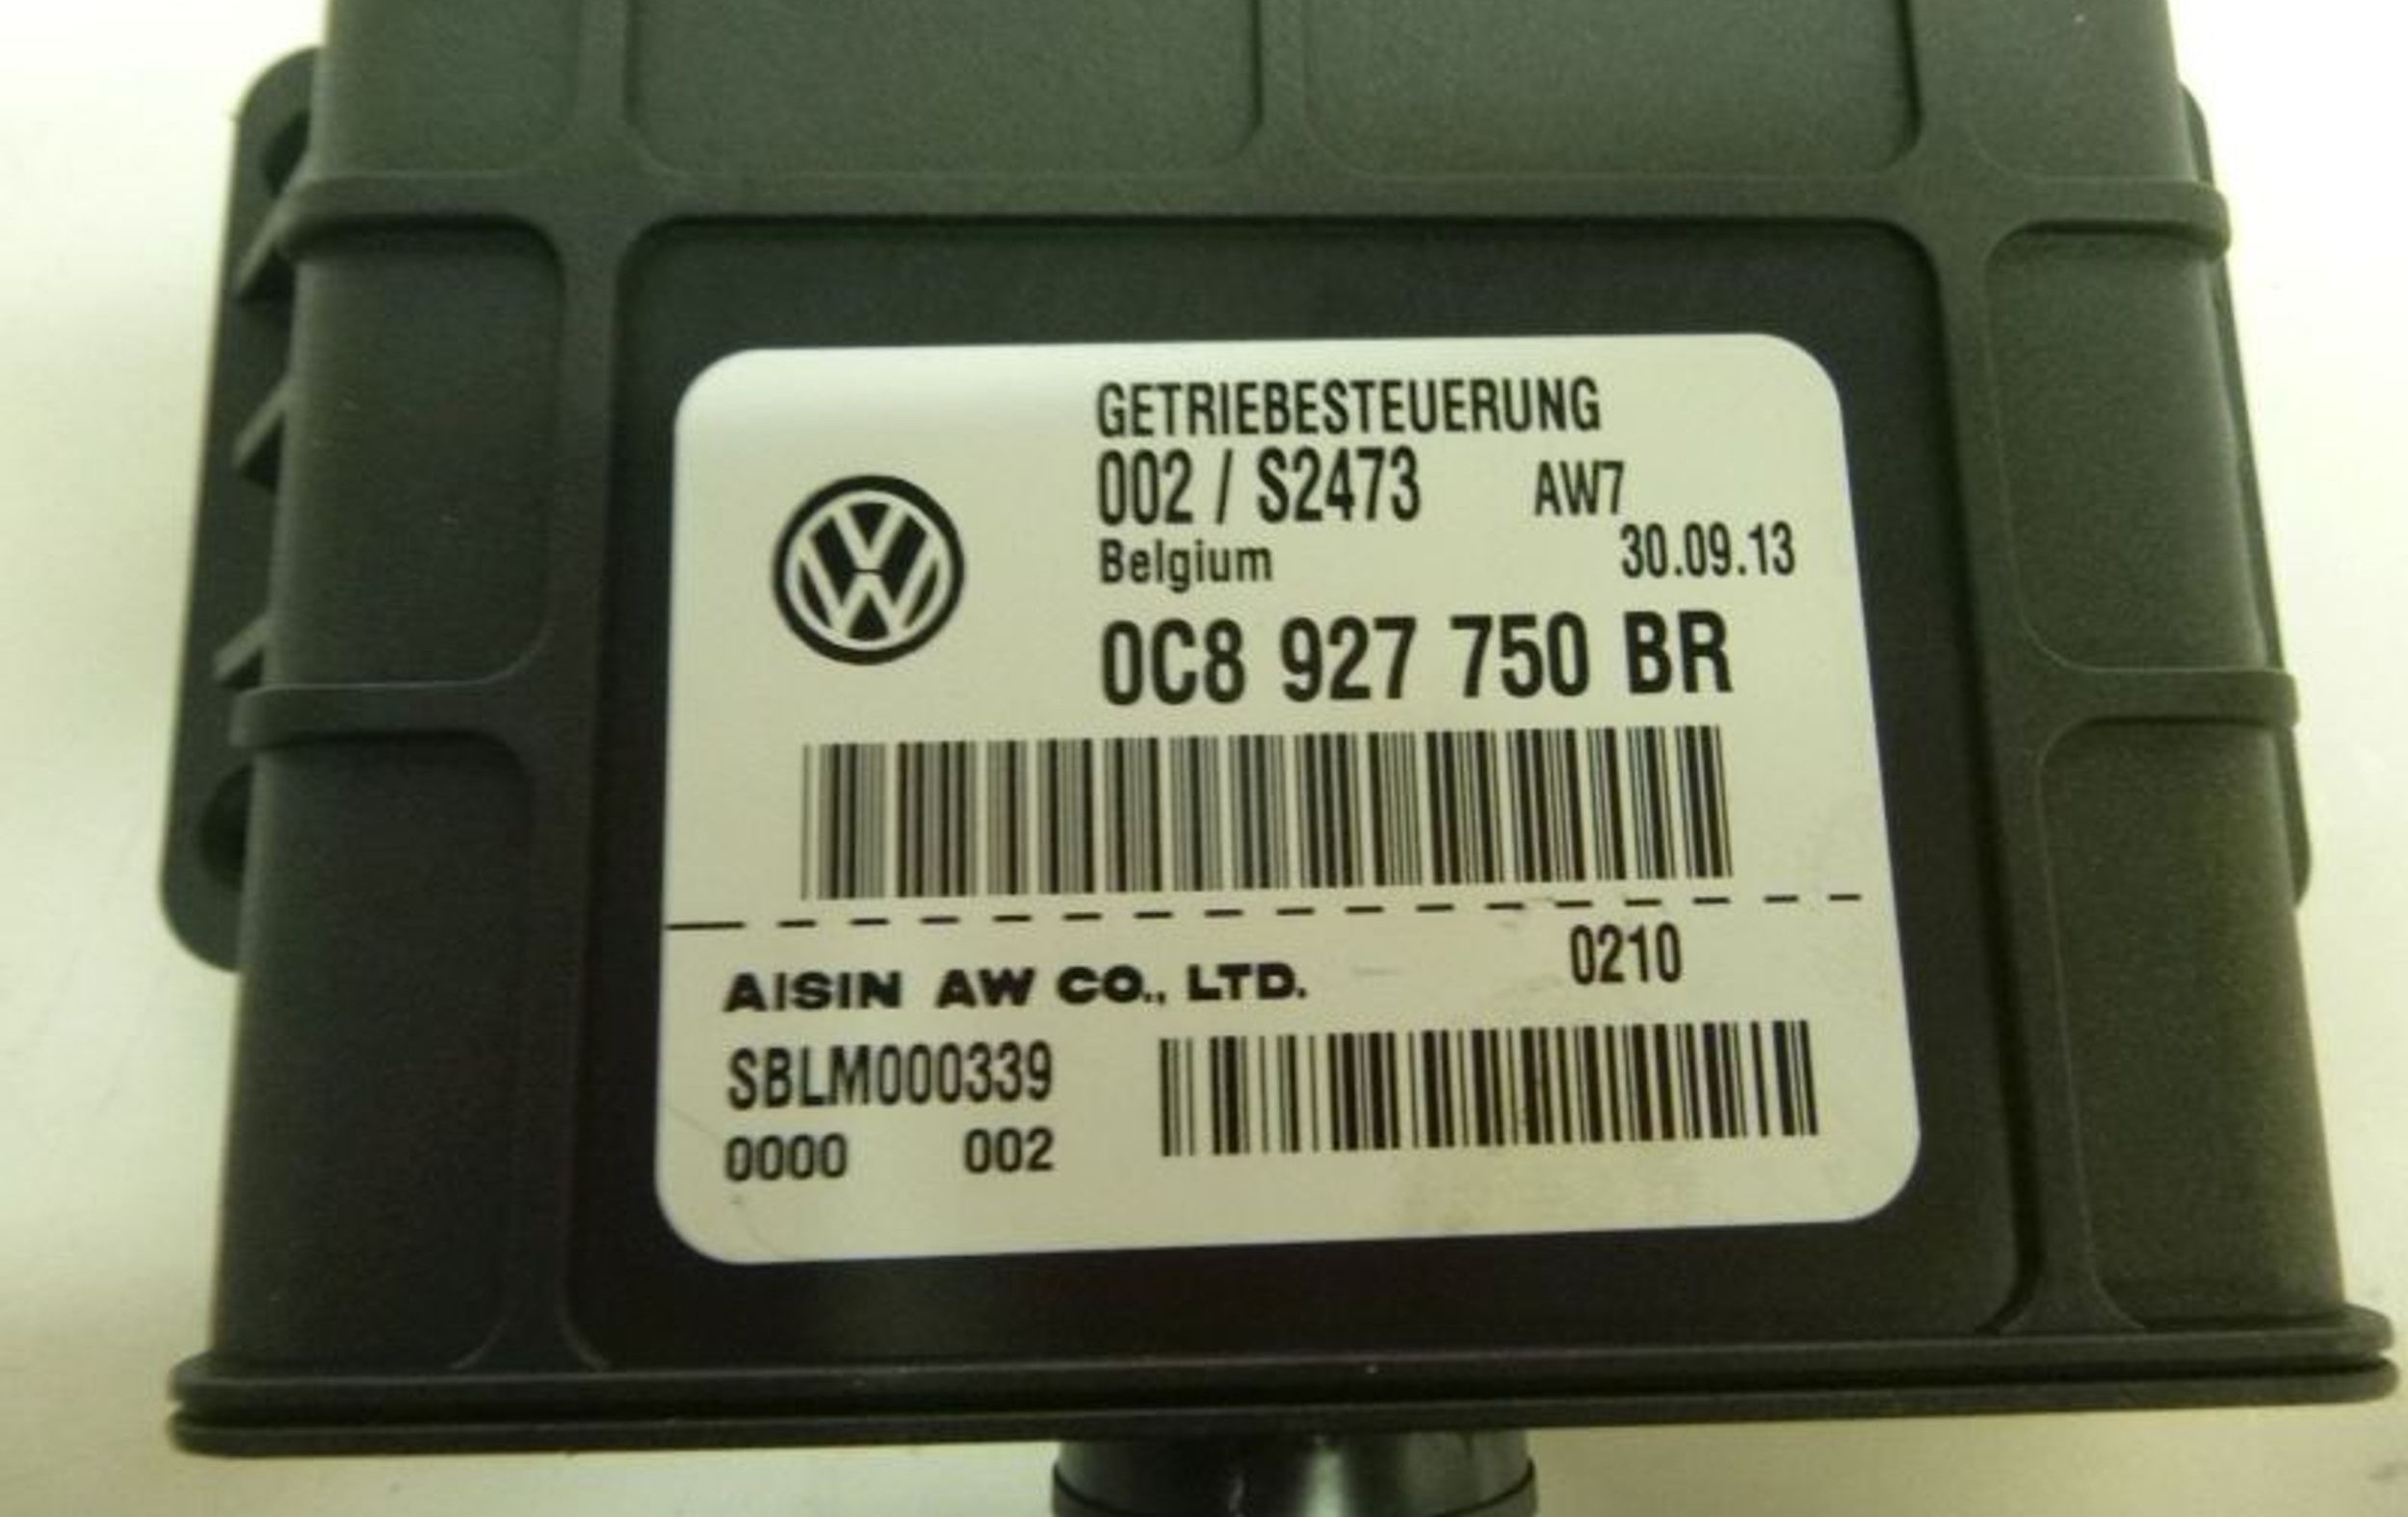 GETRIEBESTEUERUNG
002 / S2473 AW7
Belgium 30.09.13
0C8 927 750 BR
0210
AISIN AW CO., LTD.
SBLM000339
0000 002